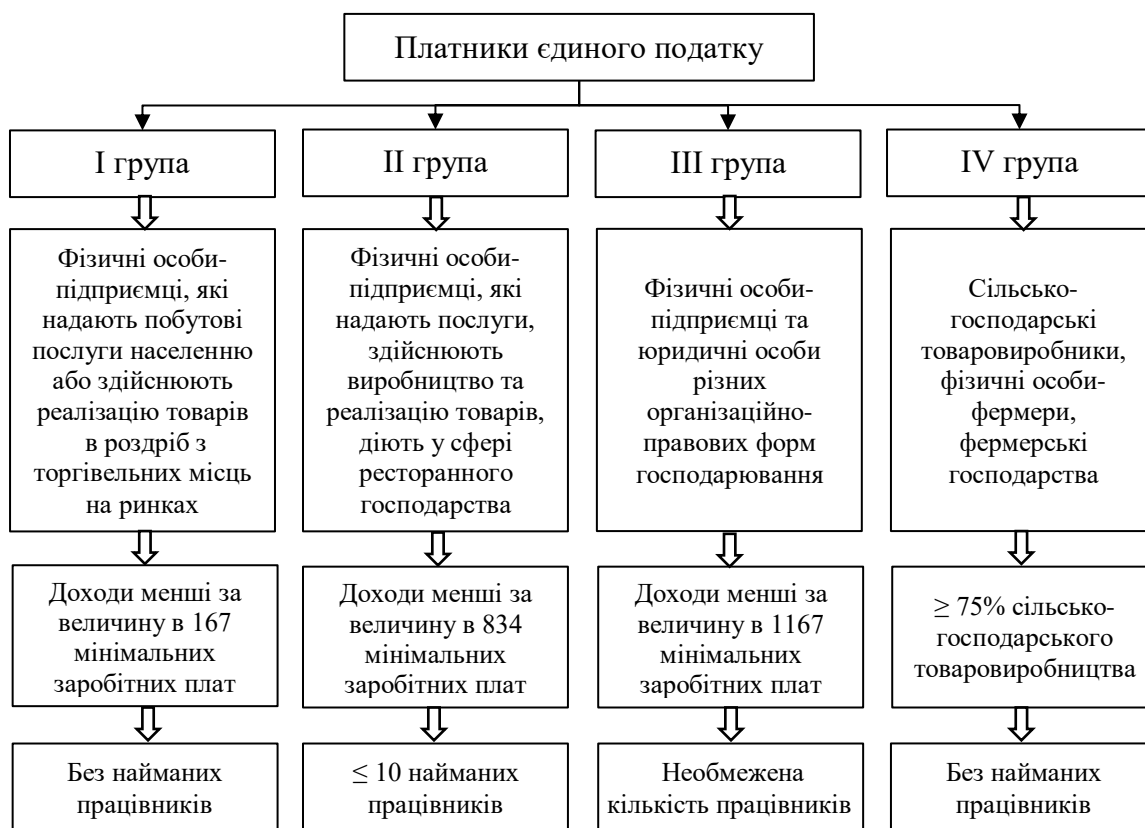 Платники єдиного податку
I група
II група
III група
IV група
Фізичні особи-
підприємці, які
надають побутові
послуги населенню
або здійснюють
реалізацію товарів
в роздріб з
торгівельних місць
на ринках
Фізичні особи-
підприємці, які
надають послуги,
здійснюють
виробництво та
реалізацію товарів,
діють у сфері
ресторанного
господарства
Фізичні особи-
підприємці та
юридичні особи
різних
організаційно-
правових форм
господарювання
Сільсько-
господарські
товаровиробники,
фізичні особи-
фермери,
фермерські
господарства
Доходи менші за
величину в 167
мінімальних
заробітних плат
Доходи менші за
величину в 834
мінімальних
заробітних плат
Доходи менші за
величину в 1167
мінімальних
заробітних плат
≥ 75% сільсько-
господарського
товаровиробництва
Без найманих
працівників
≤ 10 найманих
працівників
Необмежена
кількість працівників
Без найманих
працівників